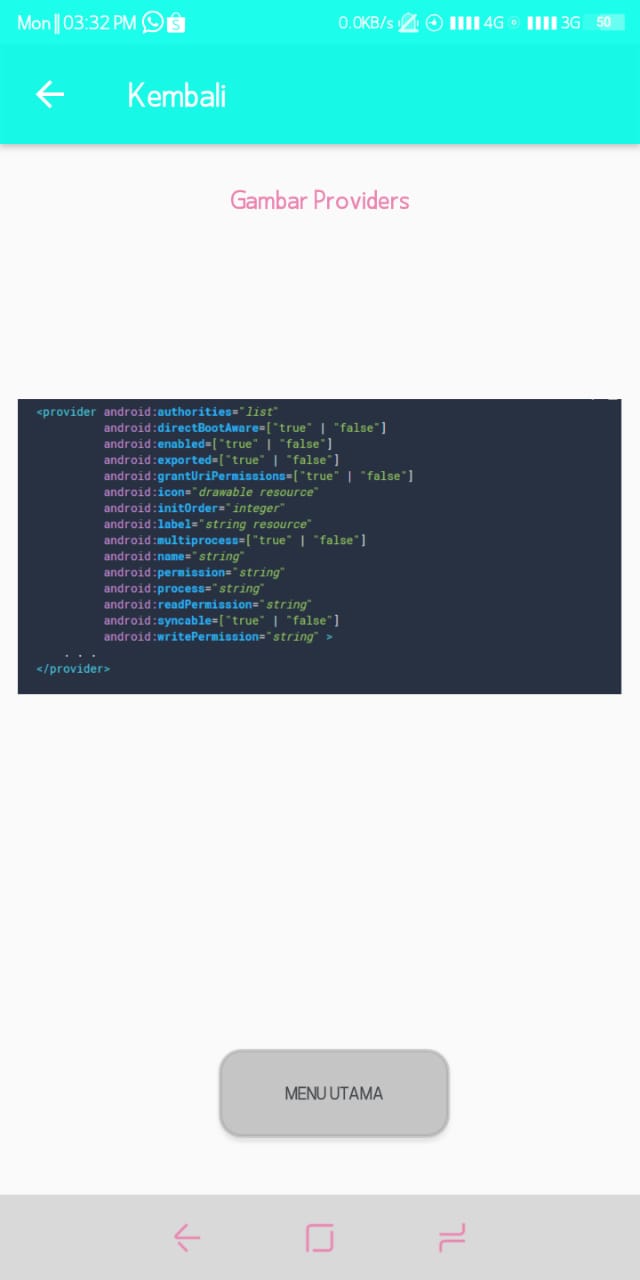 Mon || 03:32 PM 0.0KB/s 4G 3G 50
Kembali
Gambar Providers
<provider android:authorities="list"
android:directBootAware=["true" | "false"]
android:enabled=["true" | "false"]
android:exported=["true" | "false"]
android:grantUriPermissions=["true" | "false"]
android:icon="drawable resource"
android:initOrder="integer"
android:label="string resource"
android:multiprocess=["true" | "false"]
android:name="string"
android:permission="string"
android:process="string"
android:readPermission="string"
android:syncable=["true" | "false"]
android:writePermission="string" >
. . .
</provider>
MENU UTAMA